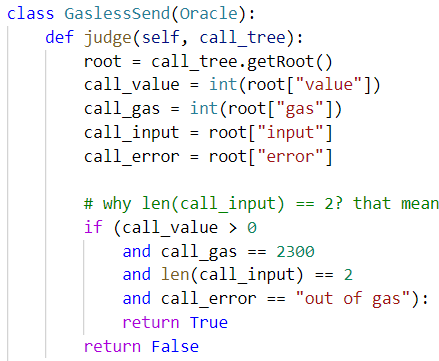 class GaslessSend(Oracle):
    def judge(self, call_tree):
        root = call_tree.getRoot()
        call_value = int(root["value"])
        call_gas = int(root["gas"])
        call_input = root["input"]
        call_error = root["error"]

        # why len(call_input) == 2? that mean
        if (call_value > 0
            and call_gas == 2300
            and len(call_input) == 2
            and call_error == "out of gas"):
            return True
        return False